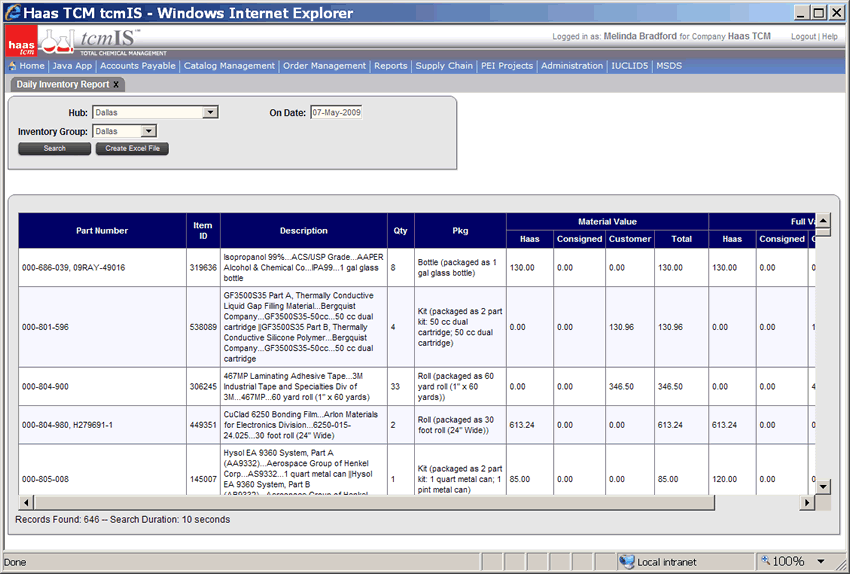 Haas TCM tcmIS - Windows Internet Explorer
haas tcm
tcmIS™
TOTAL CHEMICAL MANAGEMENT
Logged in as: Melinda Bradford for Company Haas TCM
Logout | Help
Home | Java App | Accounts Payable | Catalog Management | Order Management | Reports | Supply Chain | PEI Projects | Administration | IUCLID5 | MSDS
Daily Inventory Report X
Hub: Dallas
On Date: 07-May-2009
Inventory Group: Dallas
Search
Create Excel File
Part Number
Item
ID
Description
Qty
Pkg
Material Value
Full Va
Haas
Consigned
Customer
Total
Haas
Consigned
000-686-039, 09RAY-49016
319636
Isopropanol 99%...ACS/USP Grade...AAPER
Alcohol & Chemical Co...IPA99...1 gal glass
bottle
8
Bottle (packaged as 1
gal glass bottle)
130.00
0.00
0.00
130.00
130.00
0.00
0
000-801-596
538089
GF3500S35 Part A, Thermally Conductive
Liquid Gap Filling Material...Bergquist
Company...GF3500S35-50cc...50 cc dual
cartridge ||GF3500S35 Part B, Thermally
Conductive Silicone Polymer...Bergquist
Company...GF3500S35-50cc...50 cc dual
cartridge
4
Kit (packaged as 2 part
kit: 50 cc dual
cartridge; 50 cc dual
cartridge)
0.00
0.00
130.96
130.96
0.00
0.00
1
000-804-900
306245
467MP Laminating Adhesive Tape...3M
Industrial Tape and Specialties Div of
3M...467MP...60 yard roll (1" x 60 yards)
33
Roll (packaged as 60
yard roll (1" x 60
yards))
0.00
0.00
346.50
346.50
0.00
0.00
4
000-804-980, H279691-1
449351
CuClad 6250 Bonding Film...Arlon Materials
for Electronics Division...6250-015-
24.025...30 foot roll (24" Wide)
2
Roll (packaged as 30
foot roll (24" Wide))
613.24
0.00
0.00
613.24
613.24
0.00
0
000-805-008
145007
Hysol EA 9360 System, Part A
(AA9332)...Aerospace Group of Henkel
Corp...AS9332...1 quart metal can ||Hysol
EA 9360 System, Part B
(AB9332)...Aerospace Group of Henkel
1
Kit (packaged as 2 part
kit: 1 quart metal can; 1
pint metal can)
85.00
0.00
0.00
85.00
120.00
0.00
0
Records Found: 646 -- Search Duration: 10 seconds
Done
Local intranet
100%